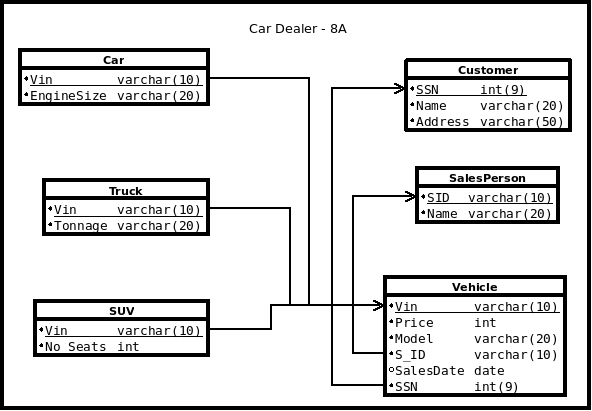 Car Dealer - 8A
Car
Vin varchar(10)
EngineSize varchar(20)
Customer
SSN int(9)
Name varchar(20)
Address varchar(50)
Truck
Vin varchar(10)
Tonnage varchar(20)
SalesPerson
SID varchar(10)
Name varchar(20)
SUV
Vin varchar(10)
No Seats int
Vehicle
Vin varchar(10)
Price int
Model varchar(20)
S_ID varchar(10)
SalesDate date
SSN int(9)